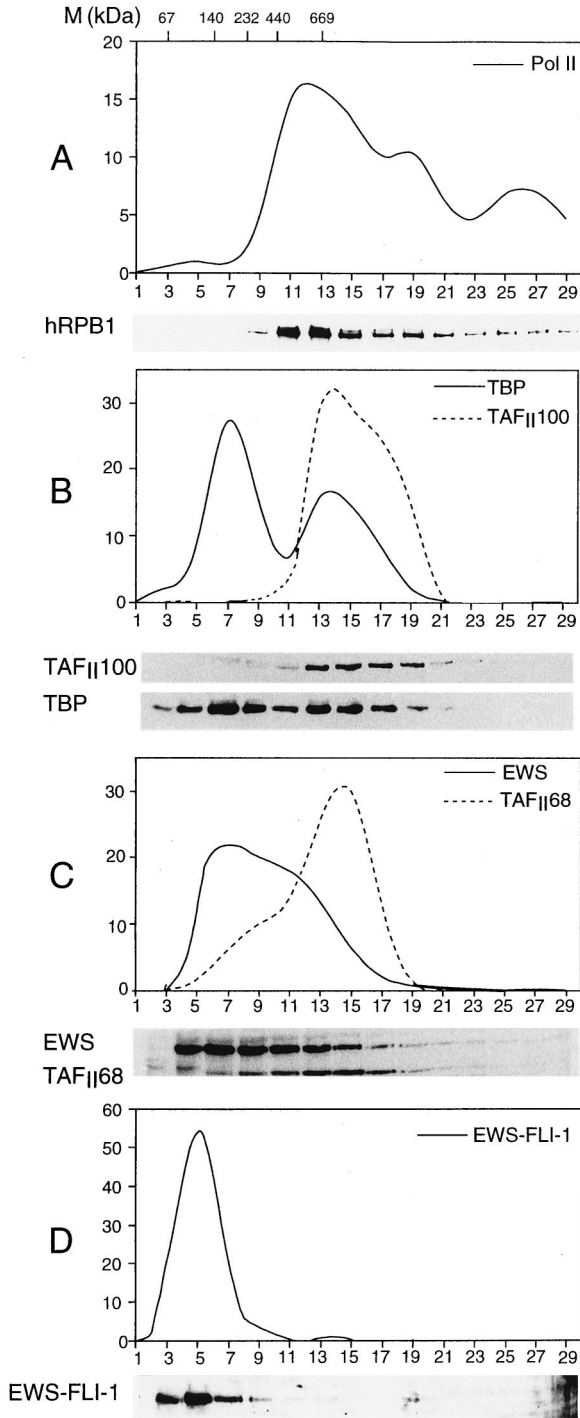 M (kDa) 67 140 232 440 669
A
20
15
10
5
0
Pol II
1 3 5 7 9 11 13 15 17 19 21 23 25 27 29
hRPB1
B
30
20
10
0
TBP
TAFII100
1 3 5 7 9 11 13 15 17 19 21 23 25 27 29
TAFII100
TBP
C
30
20
10
0
EWS
TAFII68
1 3 5 7 9 11 13 15 17 19 21 23 25 27 29
EWS
TAFII68
D
60
50
40
30
20
10
0
EWS-FLI-1
1 3 5 7 9 11 13 15 17 19 21 23 25 27 29
EWS-FLI-1